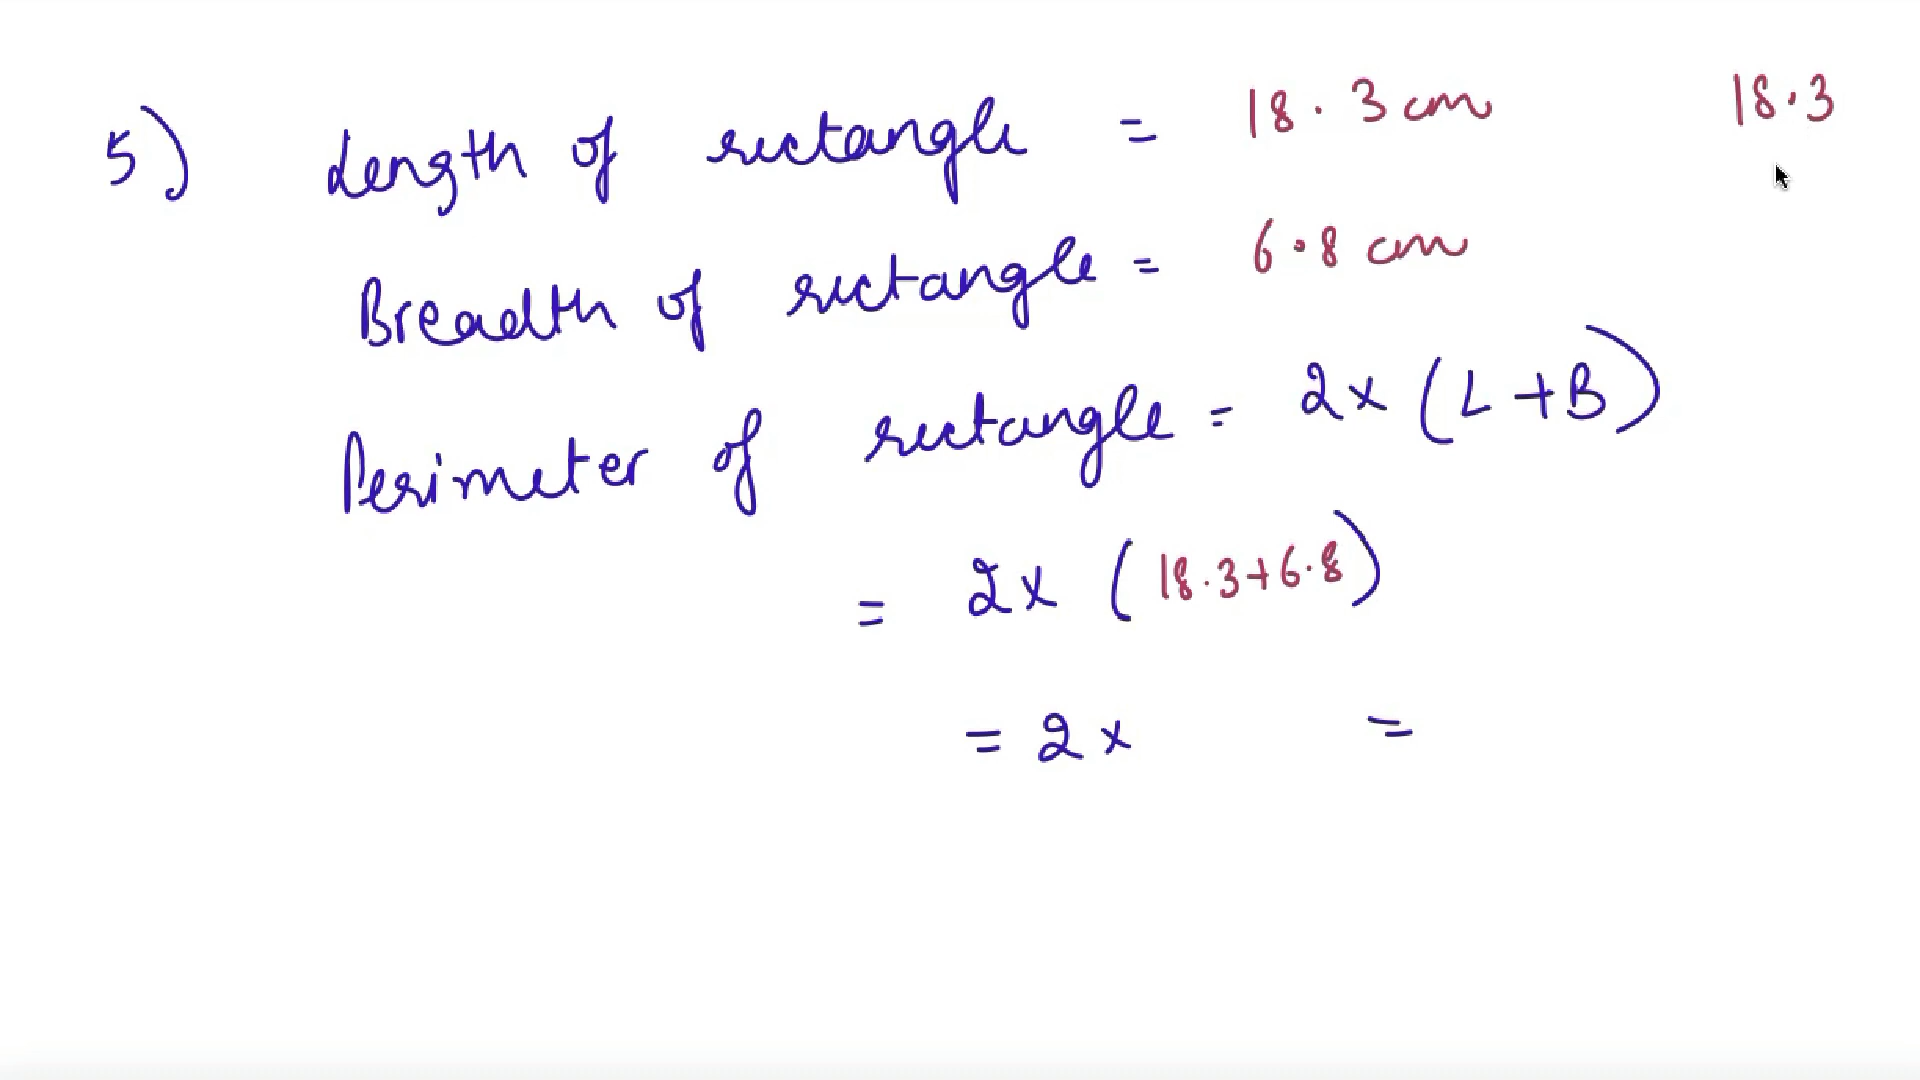 5) Length of rectangle = 18.3 cm 18.3
Breadth of rectangle = 6.8 cm
Perimeter of rectangle = 2x (L+B)
= 2x (18.3+6.8)
= 2x =